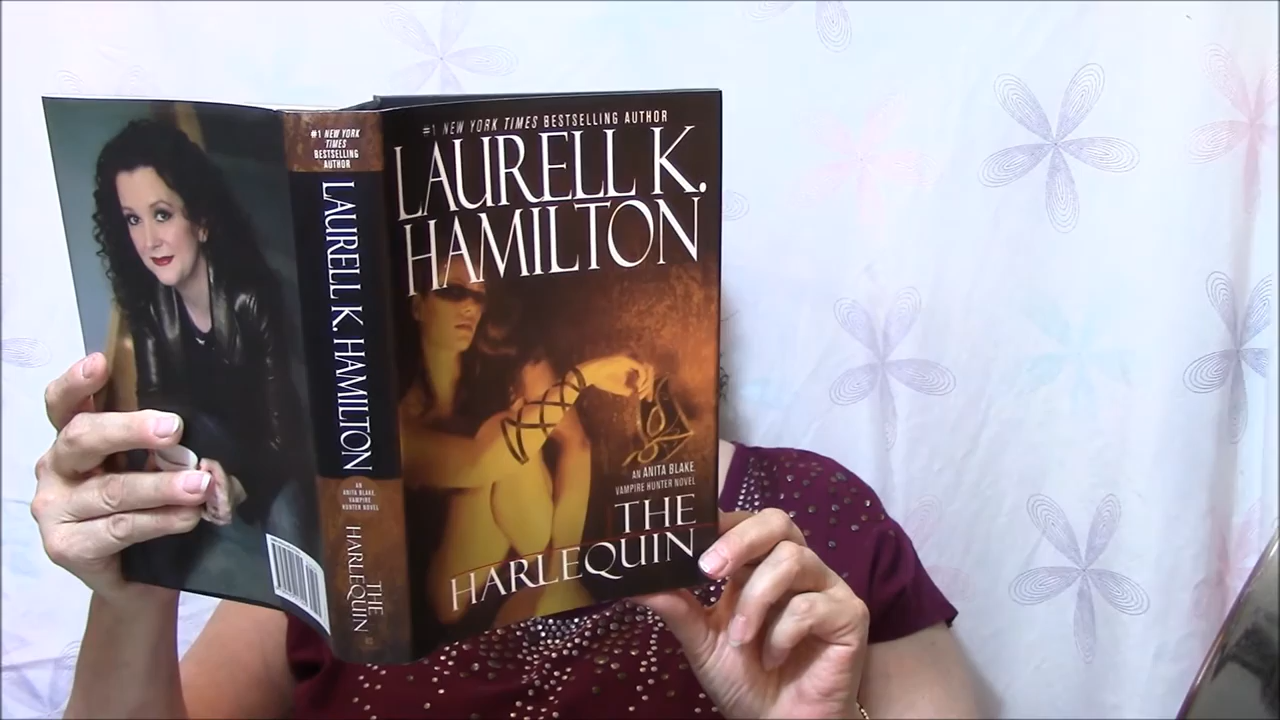 #1 NEW YORK
TIMES
BESTSELLING
AUTHOR
LAURELL K. HAMILTON
AN
ANITA BLAKE,
VAMPIRE
HUNTER NOVEL
THE
HARLEQUIN
#1 NEW YORK TIMES BESTSELLING AUTHOR
LAURELL K.
HAMILTON
AN ANITA BLAKE,
VAMPIRE HUNTER NOVEL
THE
HARLEQUIN